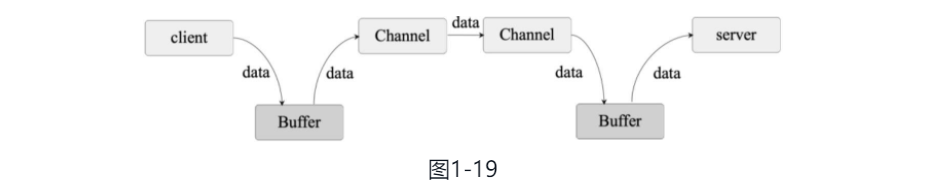 client
data
Buffer
data
Channel
data
Channel
data
Buffer
data
server
图1-19